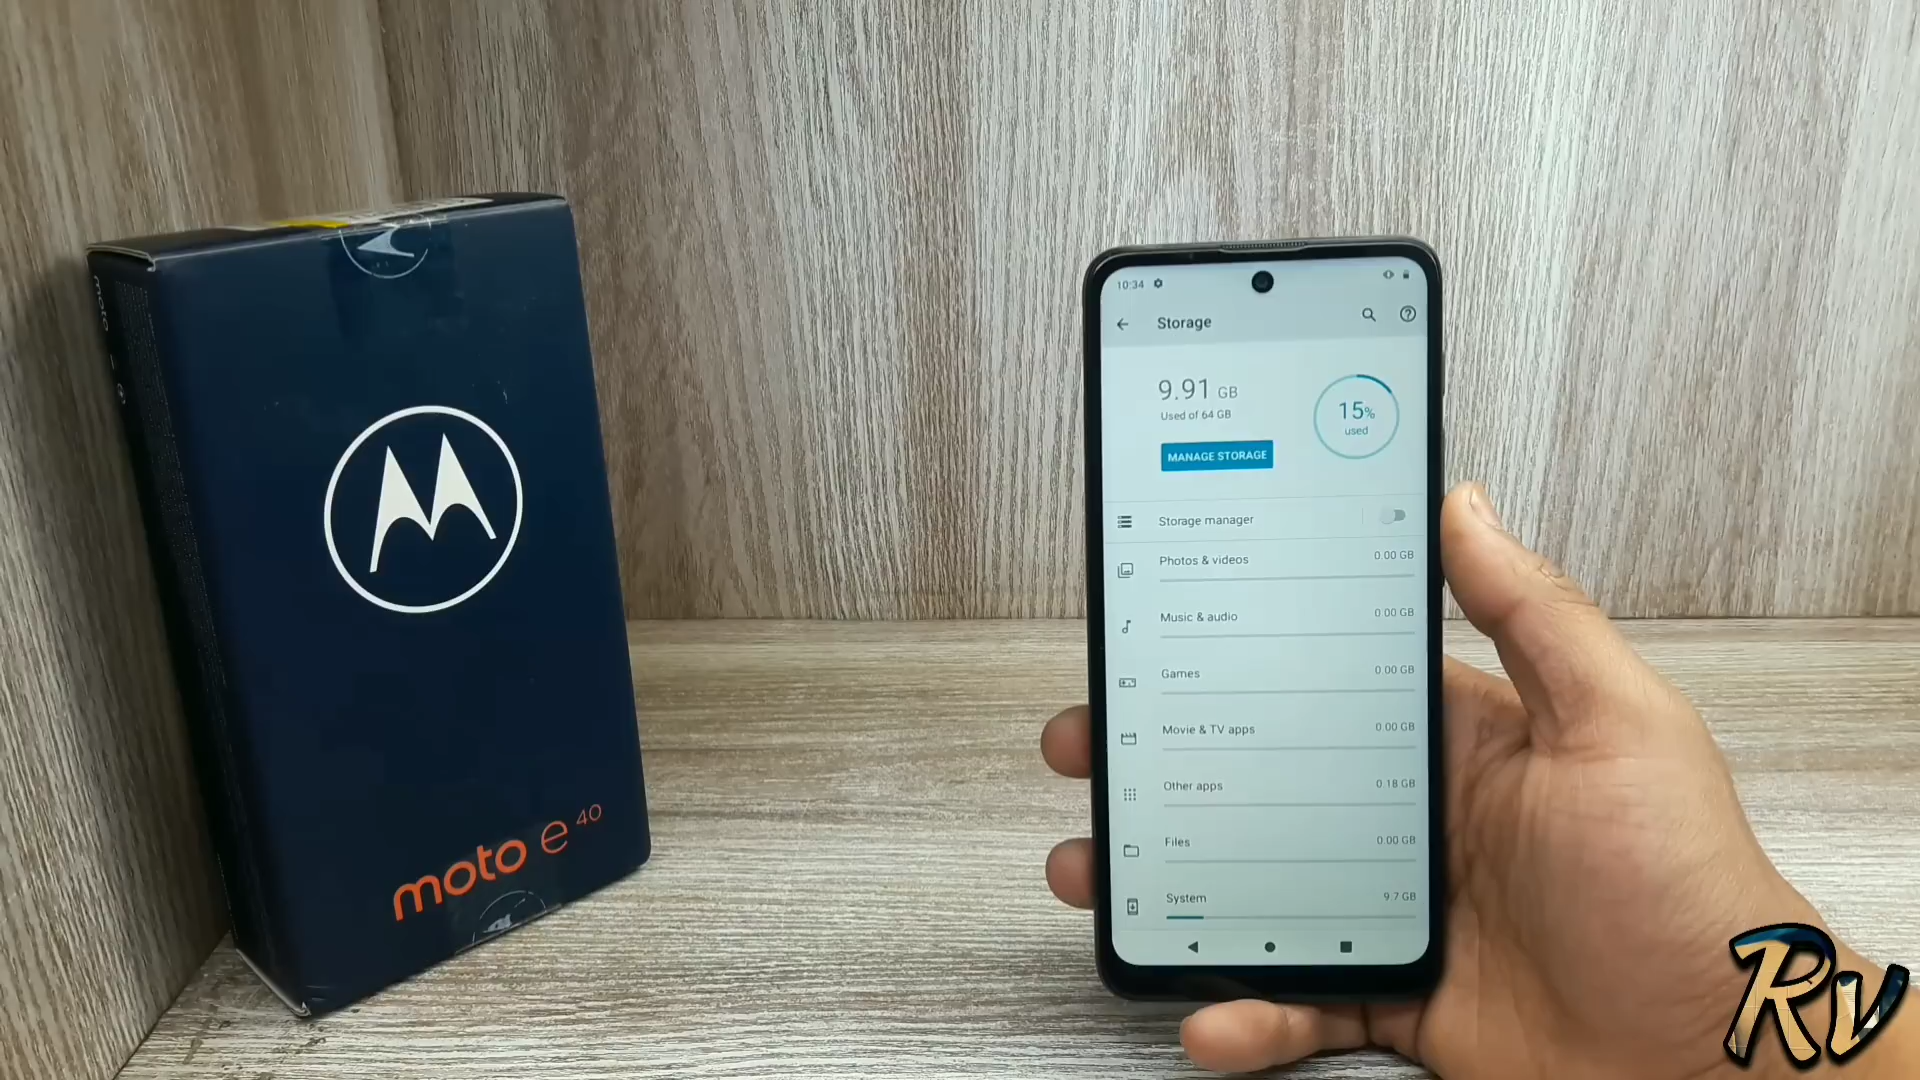 moto
moto e 40
10:34
Storage
9.91 GB
Used of 64 GB
15%
used
MANAGE STORAGE
Storage manager
Photos & videos 0.00 GB
Music & audio 0.00 GB
Games 0.00 GB
Movie & TV apps 0.00 GB
Other apps 0.18 GB
Files 0.00 GB
System 9.7 GB
Rv